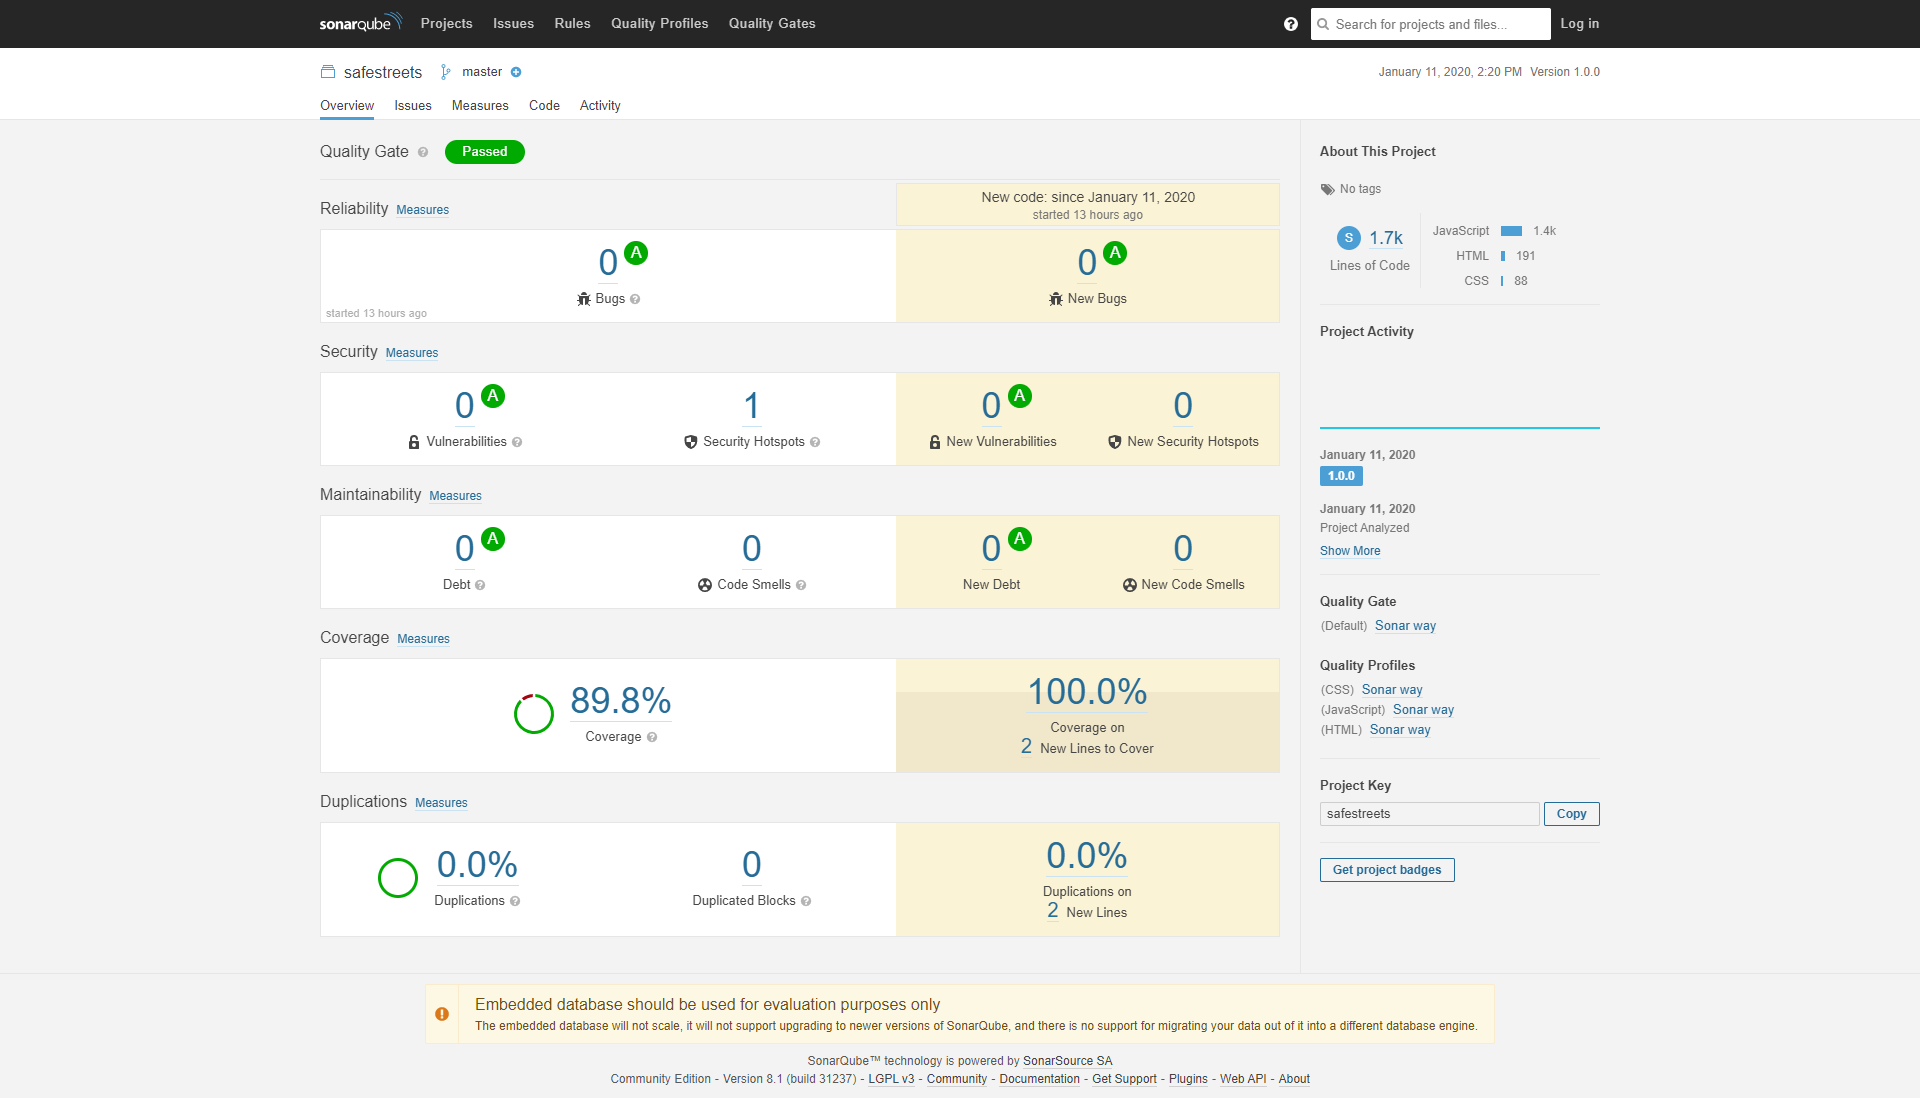 sonarqube Projects Issues Rules Quality Profiles Quality Gates Search for projects and files... Log in
safestreets master January 11, 2020, 2:20 PM Version 1.0.0
Overview Issues Measures Code Activity
Quality Gate Passed
Reliability Measures
New code: since January 11, 2020
started 13 hours ago
0 A
Bugs
started 13 hours ago
0 A
New Bugs
Security Measures
0 A
Vulnerabilities
1
Security Hotspots
0 A
New Vulnerabilities
0
New Security Hotspots
Maintainability Measures
0 A
Debt
0
Code Smells
0 A
New Debt
0
New Code Smells
Coverage Measures
89.8%
Coverage
100.0%
Coverage on
2 New Lines to Cover
Duplications Measures
0.0%
Duplications
0
Duplicated Blocks
0.0%
Duplications on
2 New Lines
About This Project
No tags
S 1.7k
Lines of Code
JavaScript 1.4k
HTML 191
CSS 88
Project Activity
January 11, 2020
1.0.0
January 11, 2020
Project Analyzed
Show More
Quality Gate
(Default) Sonar way
Quality Profiles
(CSS) Sonar way
(JavaScript) Sonar way
(HTML) Sonar way
Project Key
safestreets Copy
Get project badges
Embedded database should be used for evaluation purposes only
The embedded database will not scale, it will not support upgrading to newer versions of SonarQube, and there is no support for migrating your data out of it into a different database engine.
SonarQube™ technology is powered by SonarSource SA
Community Edition - Version 8.1 (build 31237) - LGPL v3 - Community - Documentation - Get Support - Plugins - Web API - About